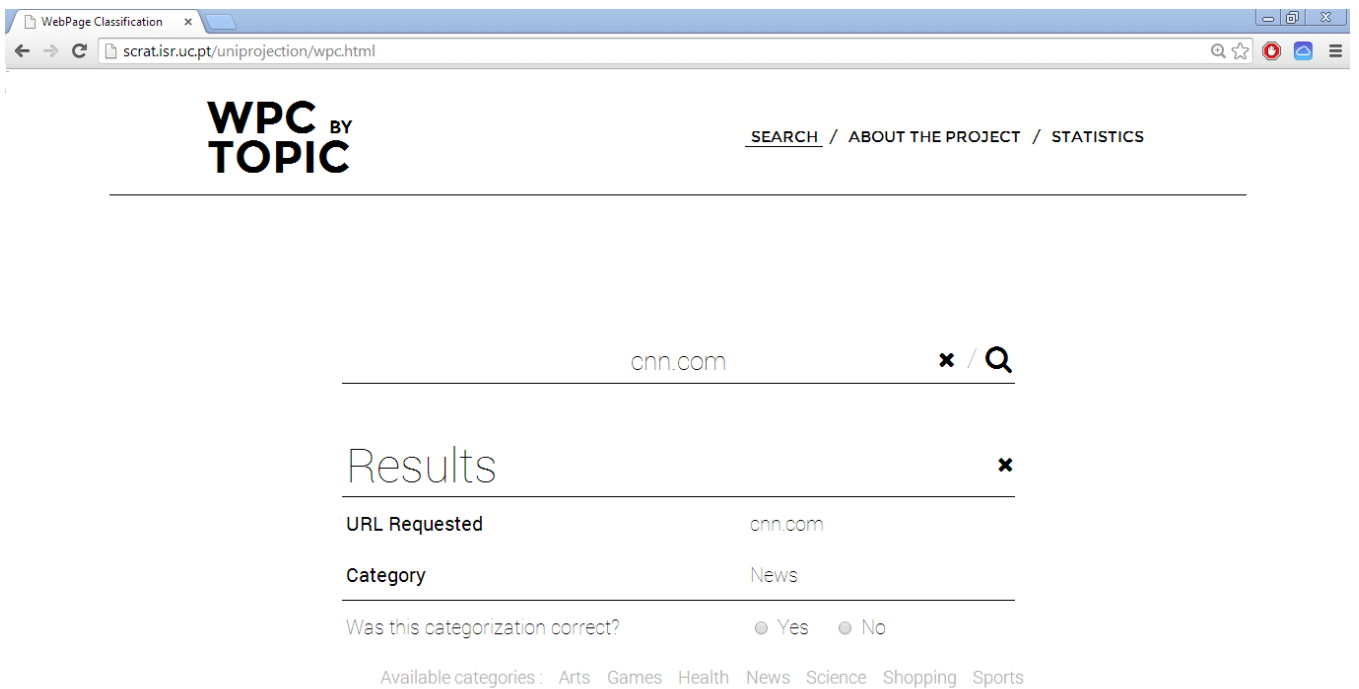 WebPage Classification
scrat.isr.uc.pt/uniprojection/wpc.html
WPC BY
TOPIC
SEARCH / ABOUT THE PROJECT / STATISTICS
cnn.com /
Results
URL Requested cnn.com
Category News
Was this categorization correct? Yes No
Available categories : Arts Games Health News Science Shopping Sports